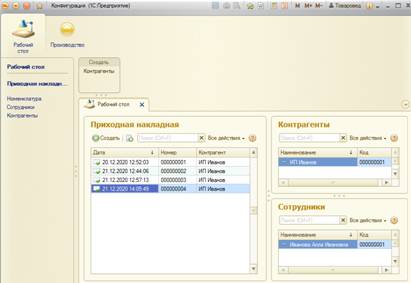 Конфигурация (1С:Предприятие)
M M+ M-
Товаровед
Рабочий
стол
Производство
Рабочий стол
Приходная накладн...
Номенклатура
Сотрудники
Контрагенты
Создать
Контрагенты
Рабочий стол
Приходная накладная
Создать
Поиск (Ctrl+F)
Все действия
Дата Номер Контрагент
20.12.2020 12:52:03 000000001 ИП Иванов
21.12.2020 12:44:06 000000002 ИП Иванов
21.12.2020 12:57:13 000000003 ИП Иванов
21.12.2020 14:05:49 000000004 ИП Иванов
Контрагенты
Поиск (Ctrl+F)
Все действия
Наименование Код
ИП Иванов 000000001
Сотрудники
Поиск (Ctrl+F)
Все действия
Наименование Код
Иванова Алла Ивановна 000000001